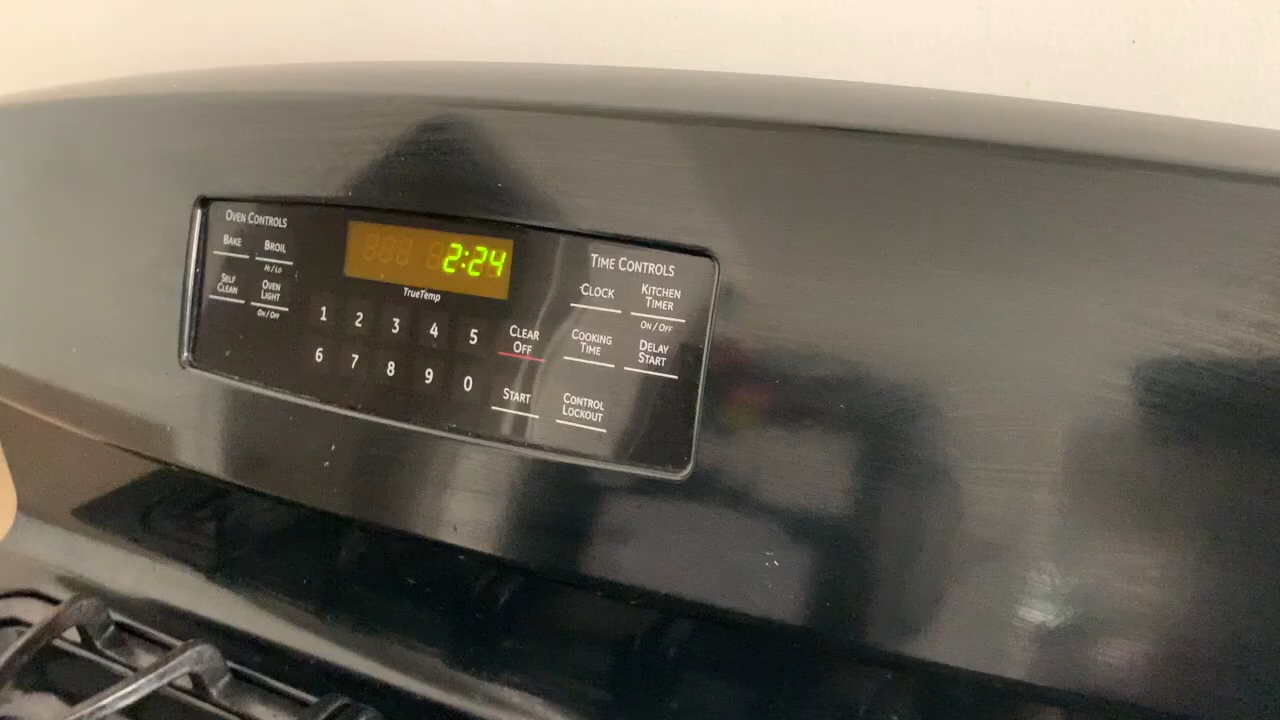 OVEN CONTROLS
BAKE
BROIL
HI/LO
SELF
CLEAN
OVEN
LIGHT
ON/OFF
2:24
TrueTemp
1 2 3 4 5
6 7 8 9 0
CLEAR
OFF
START
TIME CONTROLS
CLOCK
KITCHEN
TIMER
ON/OFF
COOKING
TIME
DELAY
START
CONTROL
LOCKOUT